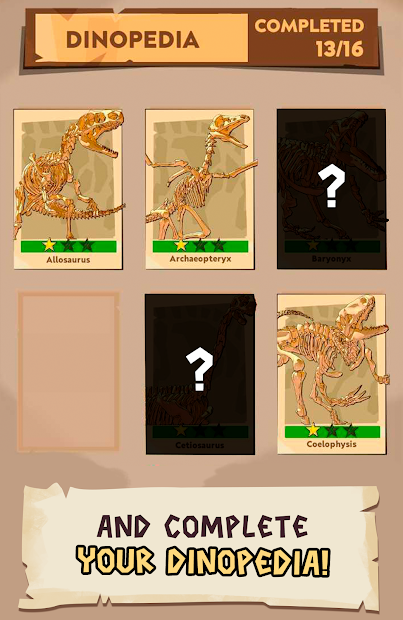 DINOPEDIA
COMPLETED
13/16
Allosaurus
Archaeopteryx
?
Baryonyx
?
Cetiosaurus
Coelophysis
AND COMPLETE
YOUR DINOPEDIA!